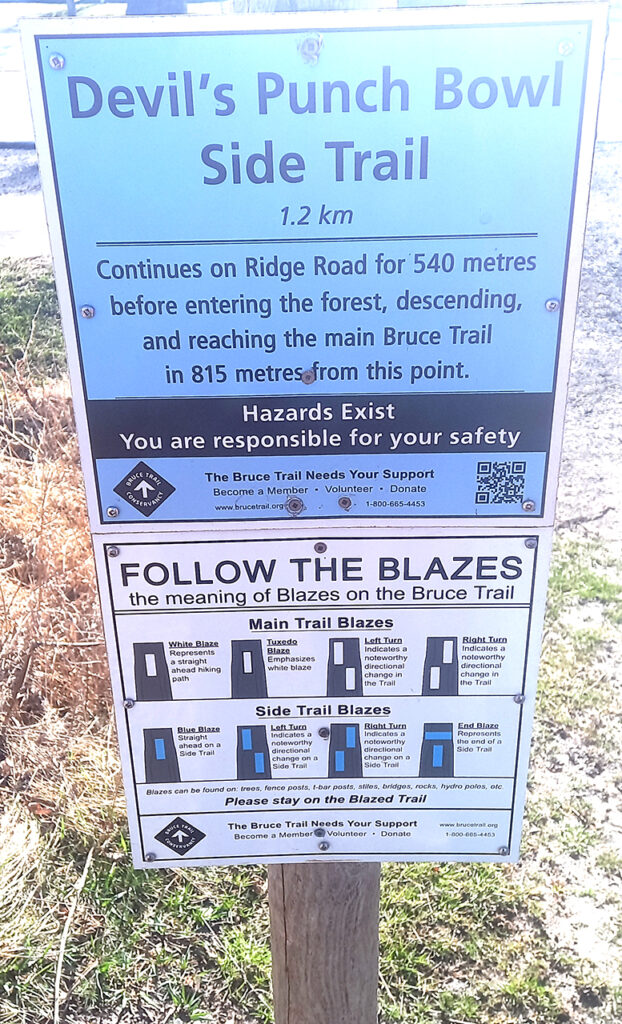 Devil's Punch Bowl
Side Trail
1.2 km
Continues on Ridge Road for 540 metres
before entering the forest, descending,
and reaching the main Bruce Trail
in 815 metres from this point.
Hazards Exist
You are responsible for your safety
BRUCE TRAIL
CONSERVANCY
The Bruce Trail Needs Your Support
Become a Member • Volunteer • Donate
www.brucetrail.org
1-800-665-4453
FOLLOW THE BLAZES
the meaning of Blazes on the Bruce Trail
Main Trail Blazes
White Blaze
Represents
a straight
ahead hiking
path
Tuxedo
Blaze
Emphasizes
white blaze
Left Turn
Indicates a
noteworthy
directional
change in
the Trail
Right Turn
Indicates a
noteworthy
directional
change in
the Trail
Side Trail Blazes
Blue Blaze
Straight
ahead on a
Side Trail
Left Turn
Indicates a
noteworthy
directional
change on a
Side Trail
Right Turn
Indicates a
noteworthy
directional
change on a
Side Trail
End Blaze
Represents
the end of a
Side Trail
Blazes can be found on: trees, fence posts, t-bar posts, stiles, bridges, rocks, hydro poles, etc.
Please stay on the Blazed Trail
BRUCE TRAIL
CONSERVANCY
The Bruce Trail Needs Your Support
Become a Member • Volunteer • Donate
www.brucetrail.org
1-800-665-4453